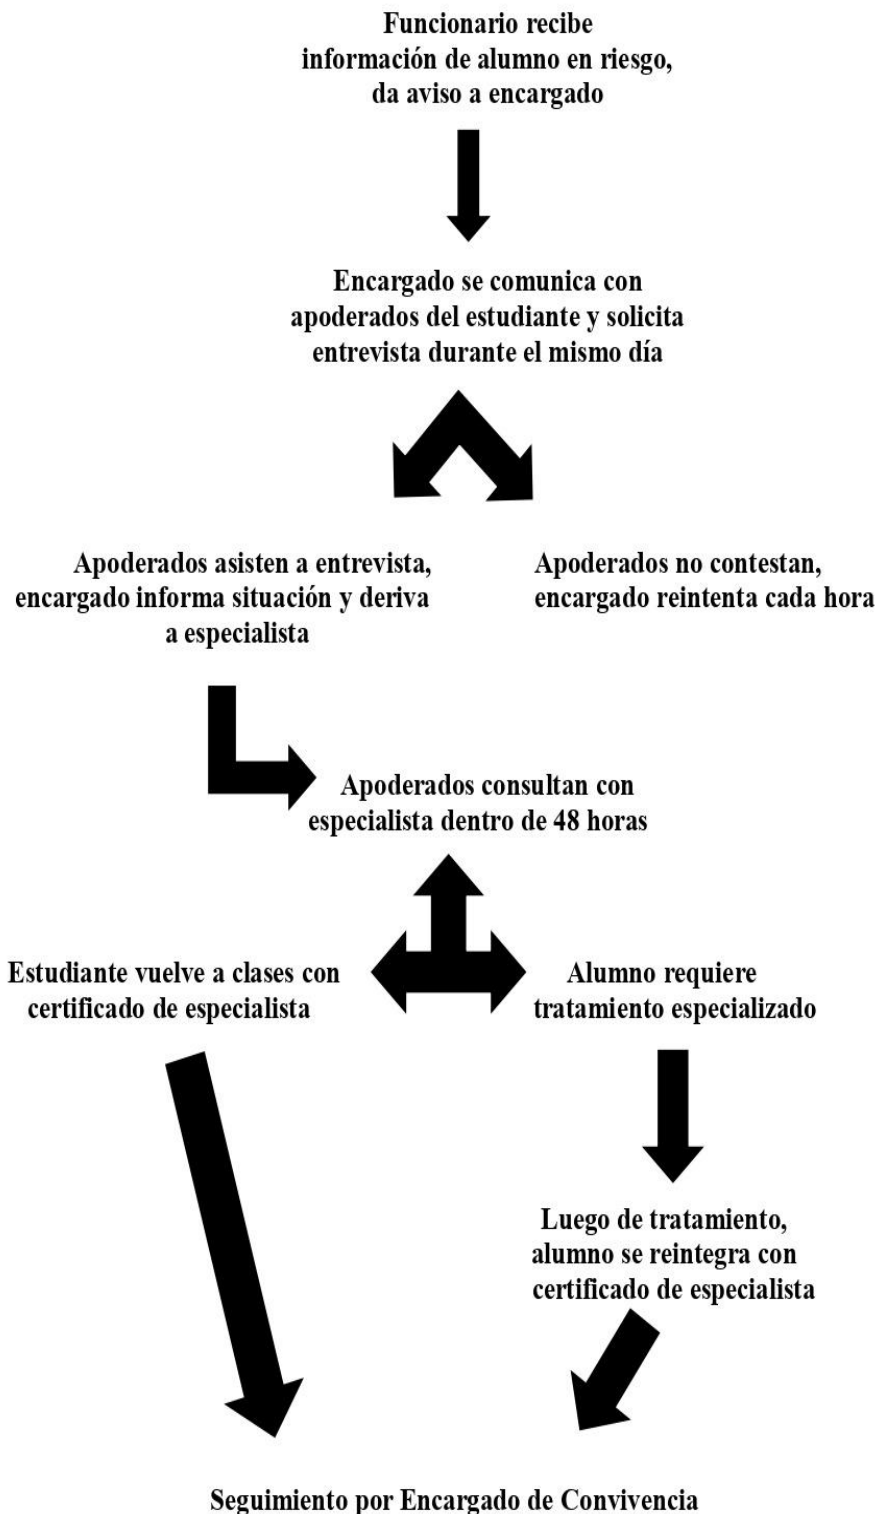 Funcionario recibe
información de alumno en riesgo,
da aviso a encargado
Encargado se comunica con
apoderados del estudiante y solicita
entrevista durante el mismo día
Apoderados asisten a entrevista,
encargado informa situación y deriva
a especialista
Apoderados no contestan,
encargado reintenta cada hora
Apoderados consultan con
especialista dentro de 48 horas
Estudiante vuelve a clases con
certificado de especialista
Alumno requiere
tratamiento especializado
Luego de tratamiento,
alumno se reintegra con
certificado de especialista
Seguimiento por Encargado de Convivencia